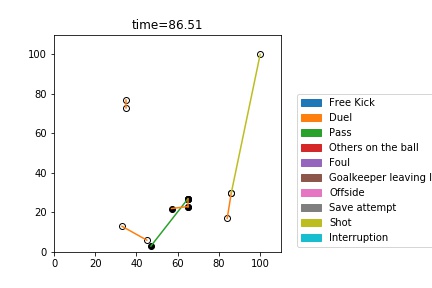 time=86.51
100
80
60
40
20
0
0 20 40 60 80 100
Free Kick
Duel
Pass
Others on the ball
Foul
Goalkeeper leaving l
Offside
Save attempt
Shot
Interruption